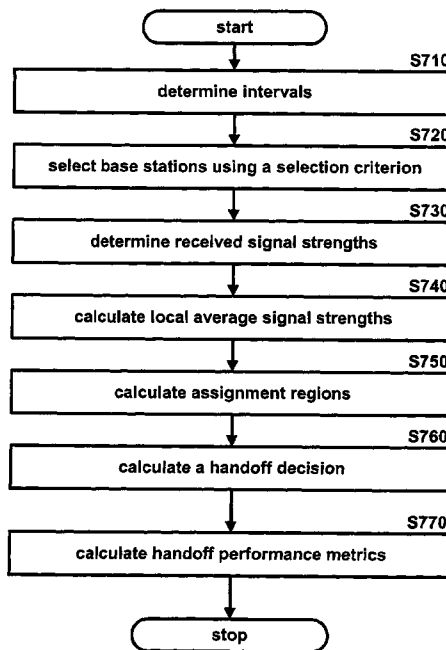 start
S710
determine intervals
S720
select base stations using a selection criterion
S730
determine received signal strengths
S740
calculate local average signal strengths
S750
calculate assignment regions
S760
calculate a handoff decision
S770
calculate handoff performance metrics
stop